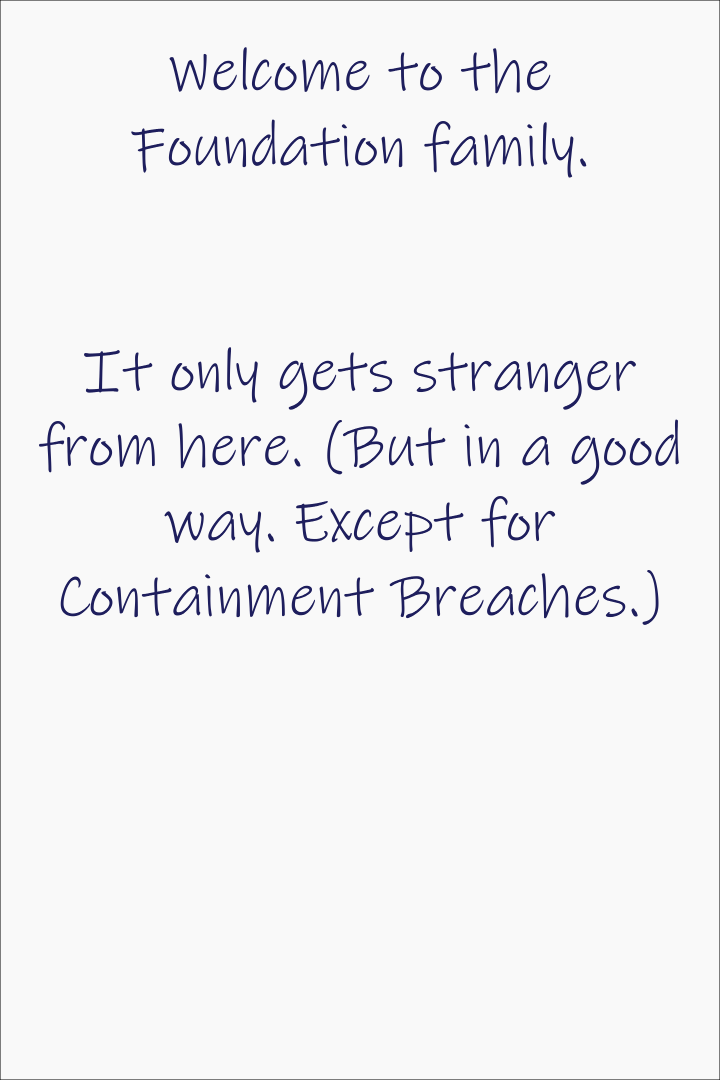 Welcome to the
Foundation family.
It only gets stranger
from here. (But in a good
way. Except for
Containment Breaches.)